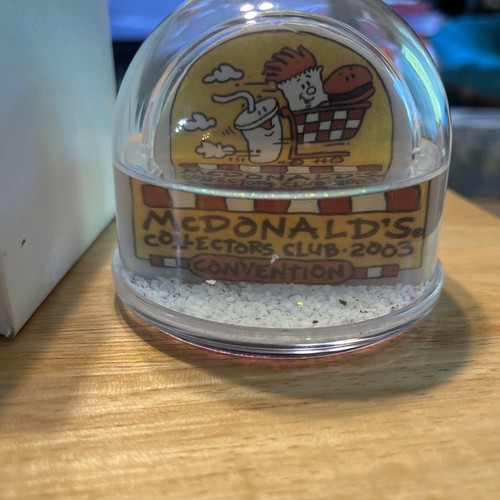 McDONALD'S®
COLLECTORS CLUB · 2003
CONVENTION